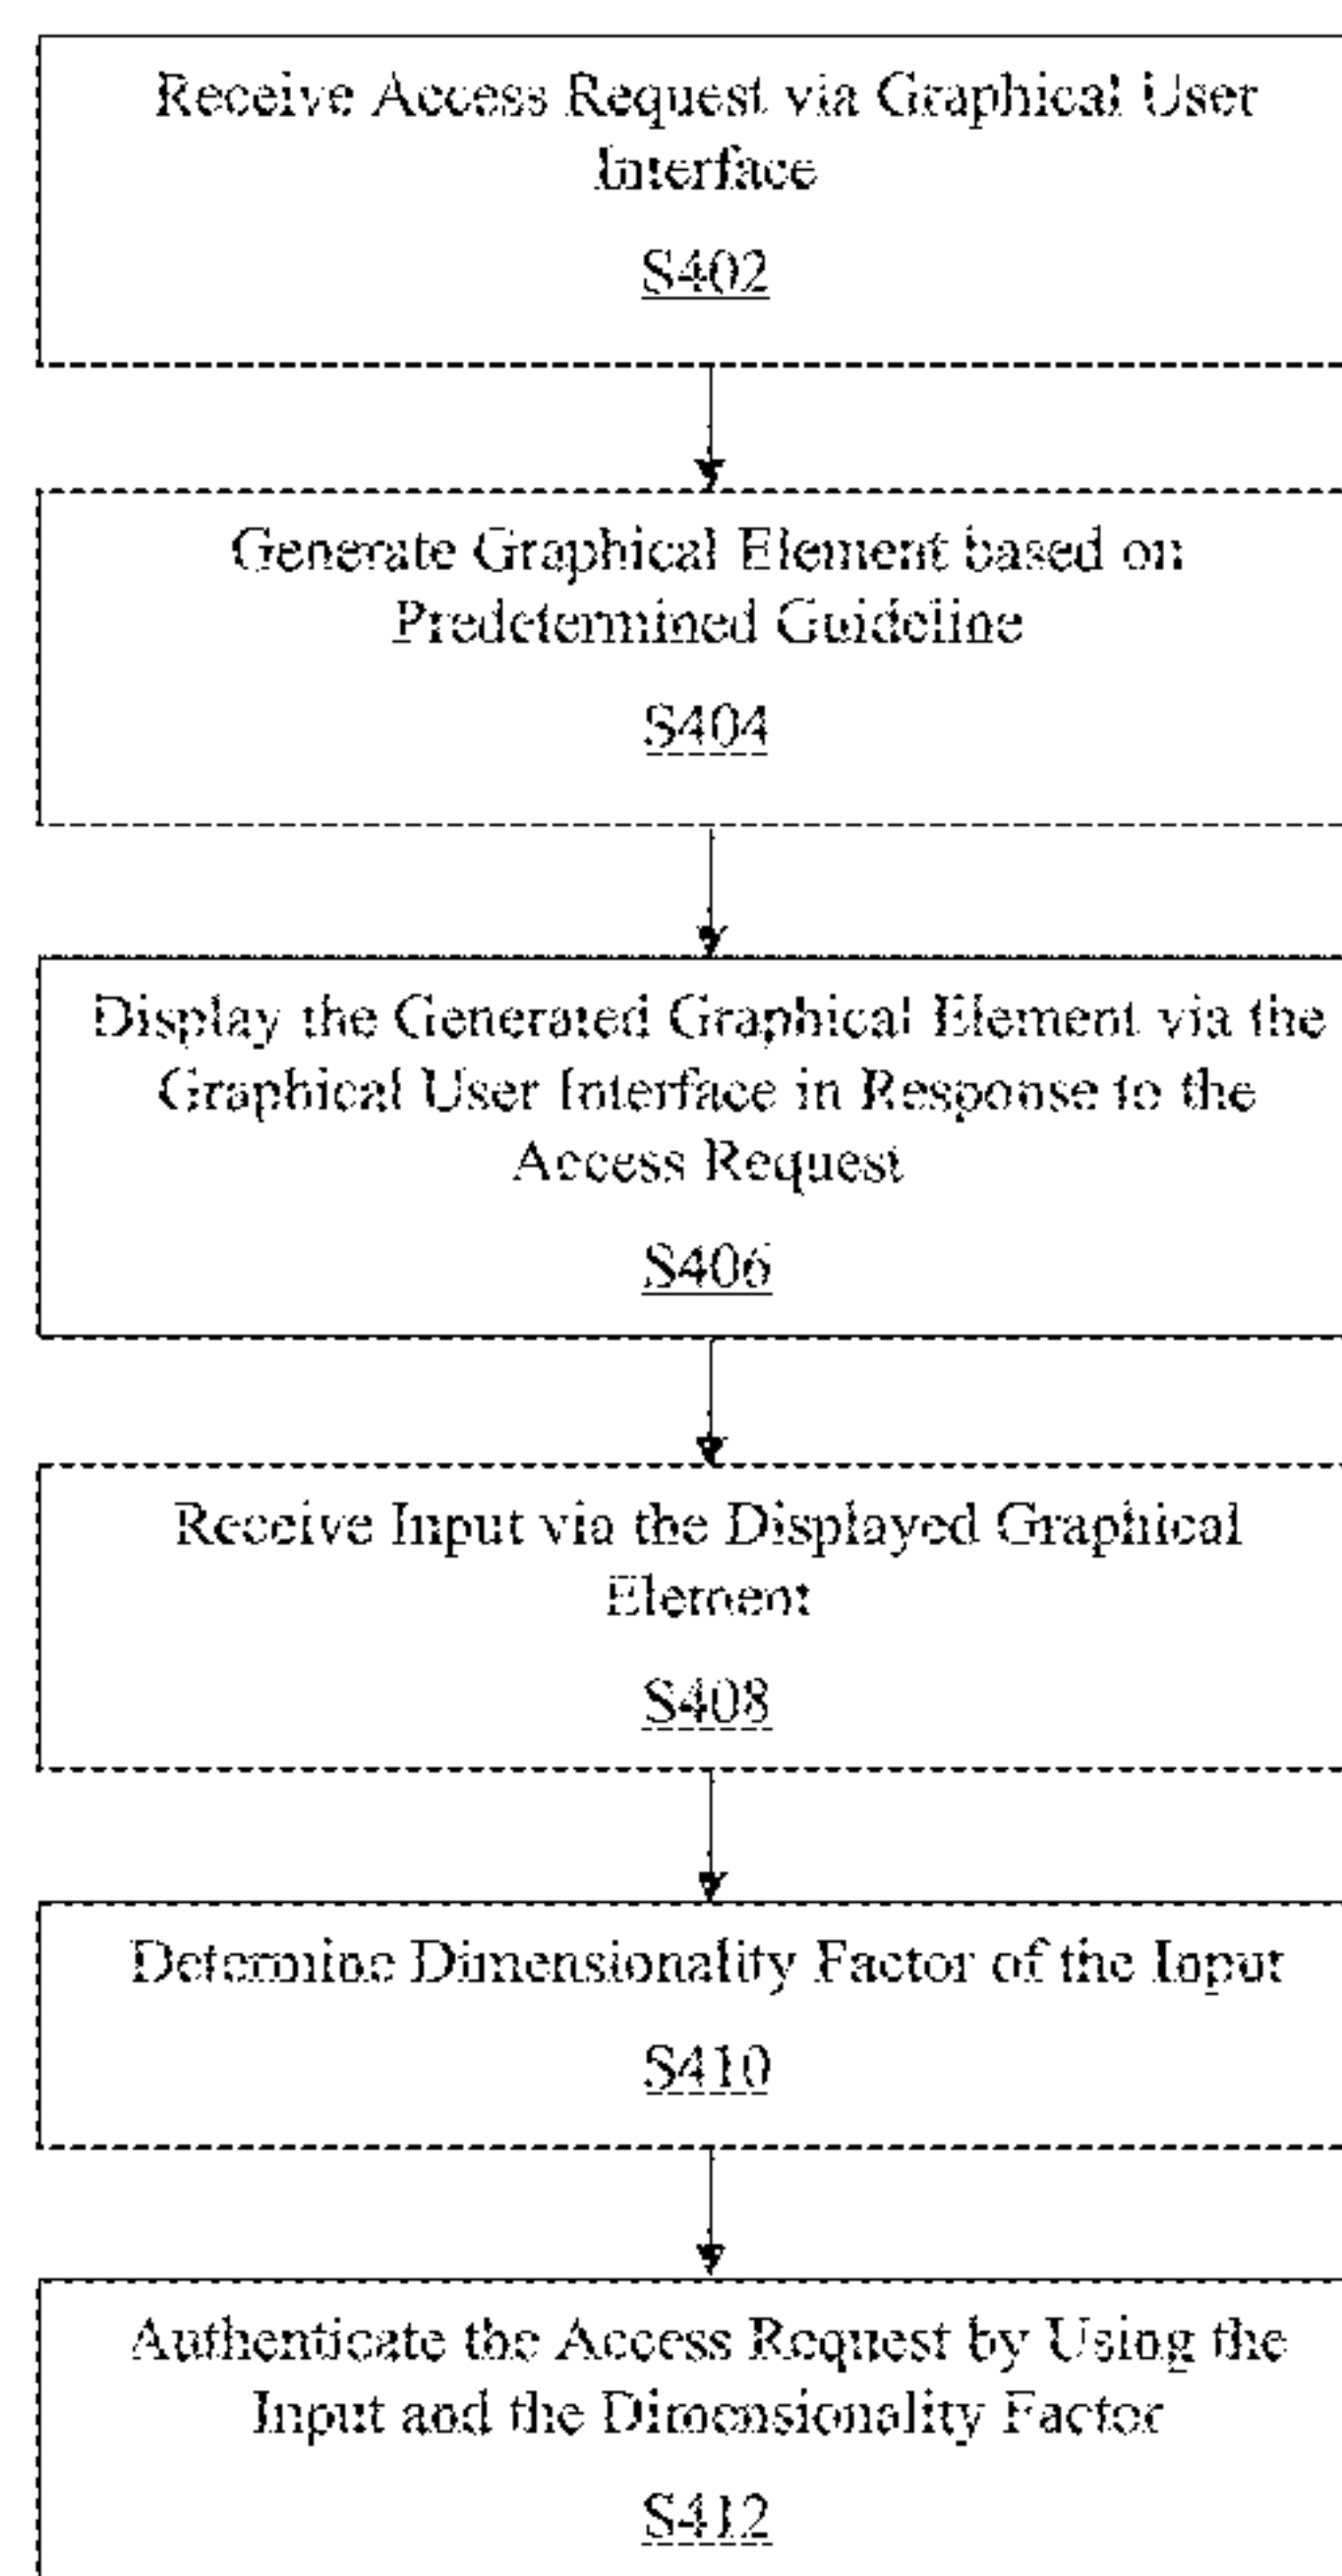 Receive Access Request via Graphical User
Interface
S402
Generate Graphical Element based on
Predetermined Guideline
S404
Display the Generated Graphical Element via the
Graphical User Interface in Response to the
Access Request
S406
Receive Input via the Displayed Graphical
Element
S408
Determine Dimensionality Factor of the Input
S410
Authenticate the Access Request by Using the
Input and the Dimensionality Factor
S412